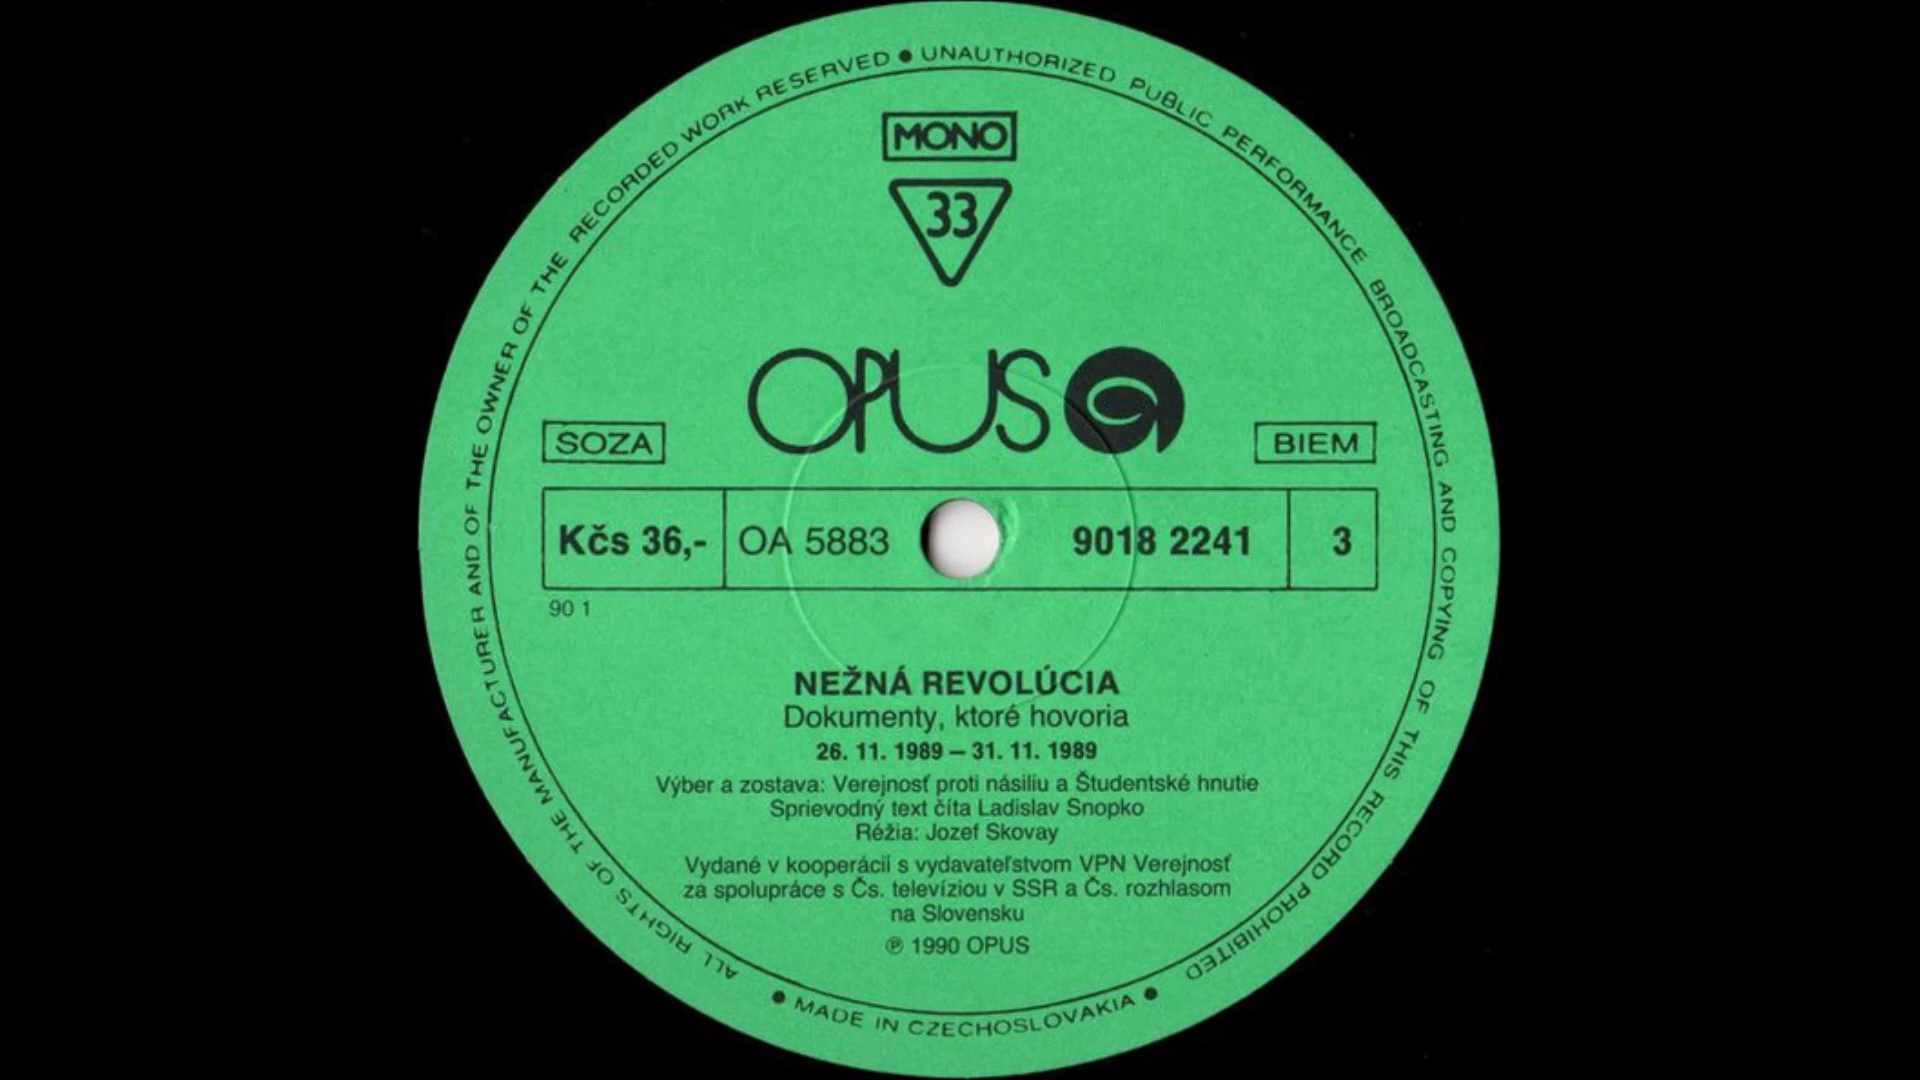 ALL RIGHTS OF THE MANUFACTURER AND OF THE OWNER OF THE RECORDED WORK RESERVED ● UNAUTHORIZED PUBLIC PERFORMANCE BROADCASTING AND COPYING OF THIS RECORD PROHIBITED
MONO
33
OPUS
SOZA
BIEM
Kčs 36,- OA 5883 9018 2241 3
90 1
NEŽNÁ REVOLÚCIA
Dokumenty, ktoré hovoria
26. 11. 1989 – 31. 11. 1989
Výber a zostava: Verejnosť proti násiliu a Študentské hnutie
Sprievodný text číta Ladislav Snopko
Réžia: Jozef Skovay
Vydané v kooperácii s vydavateľstvom VPN Verejnosť
za spolupráce s Čs. televíziou v SSR a Čs. rozhlasom
na Slovensku
℗ 1990 OPUS
● MADE IN CZECHOSLOVAKIA ●